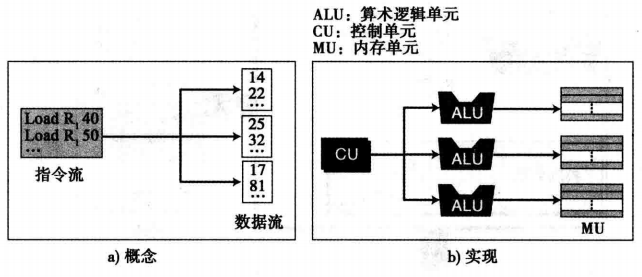 ALU：算术逻辑单元
CU：控制单元
MU：内存单元
Load R₁ 40
Load R₁ 50
...
指令流
14
22
...
25
32
...
17
81
...
数据流
a) 概念
CU
ALU
ALU
ALU
MU
b) 实现